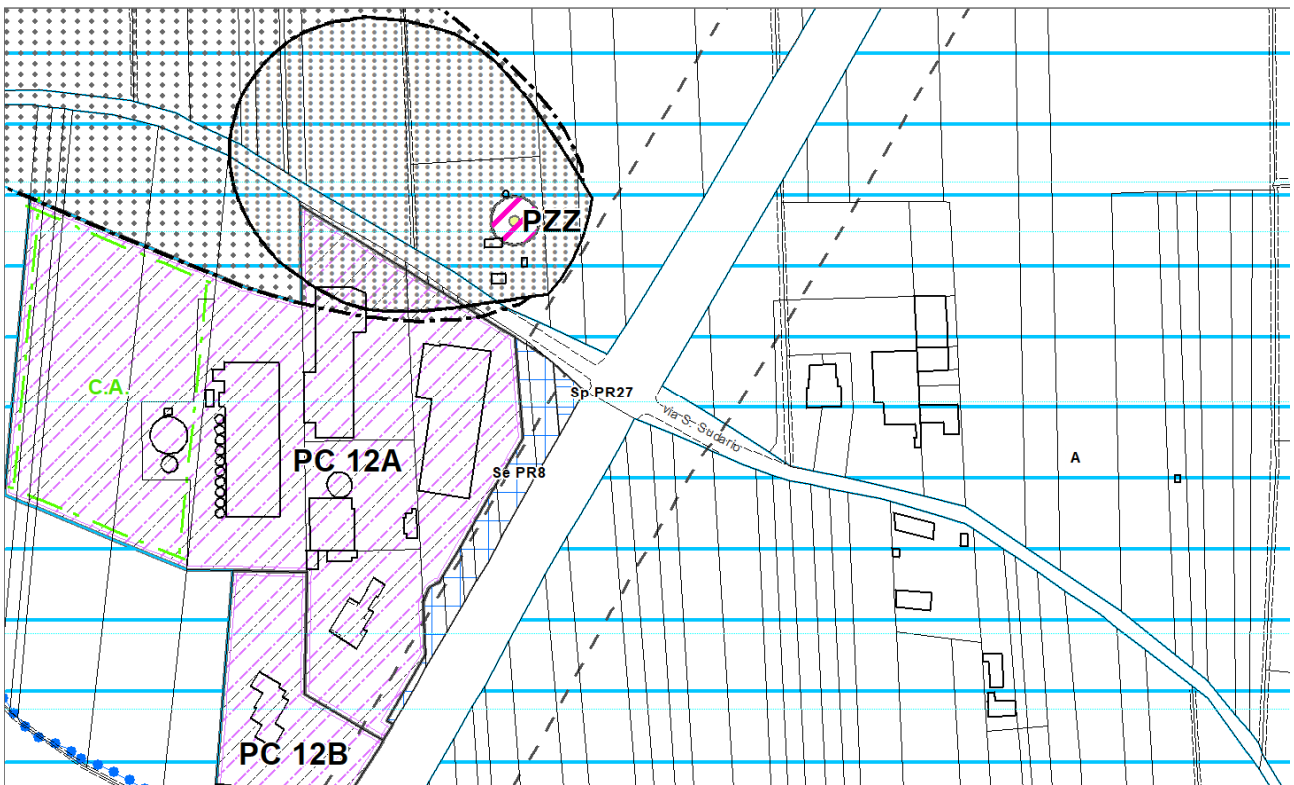 PZZ
C.A.
Sp PR27
via S. Sudario
PC 12A
A
Se PR8
PC 12B